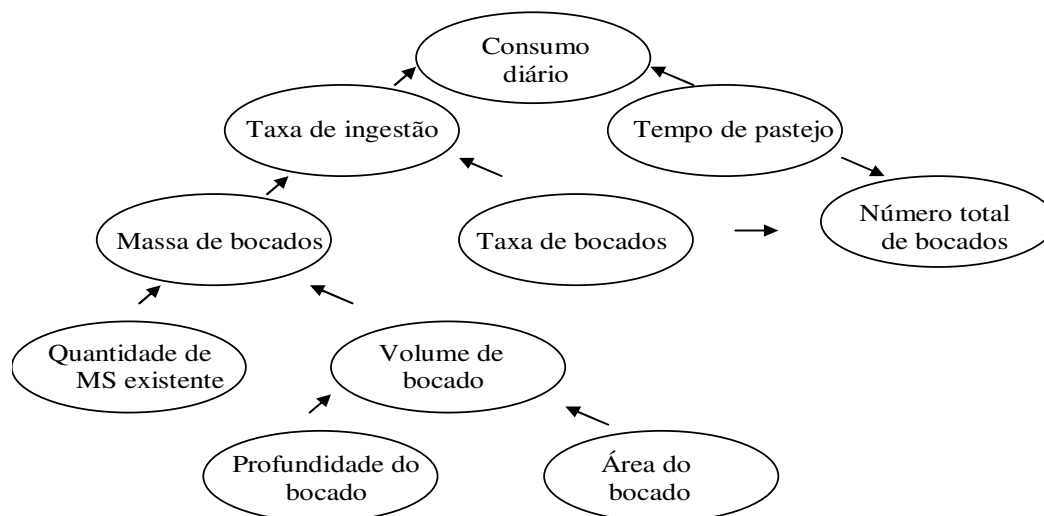 Consumo
diário
Taxa de ingestão
Tempo de pastejo
Massa de bocados
Taxa de bocados
Número total
de bocados
Quantidade de
MS existente
Volume de
bocado
Profundidade do
bocado
Área do
bocado